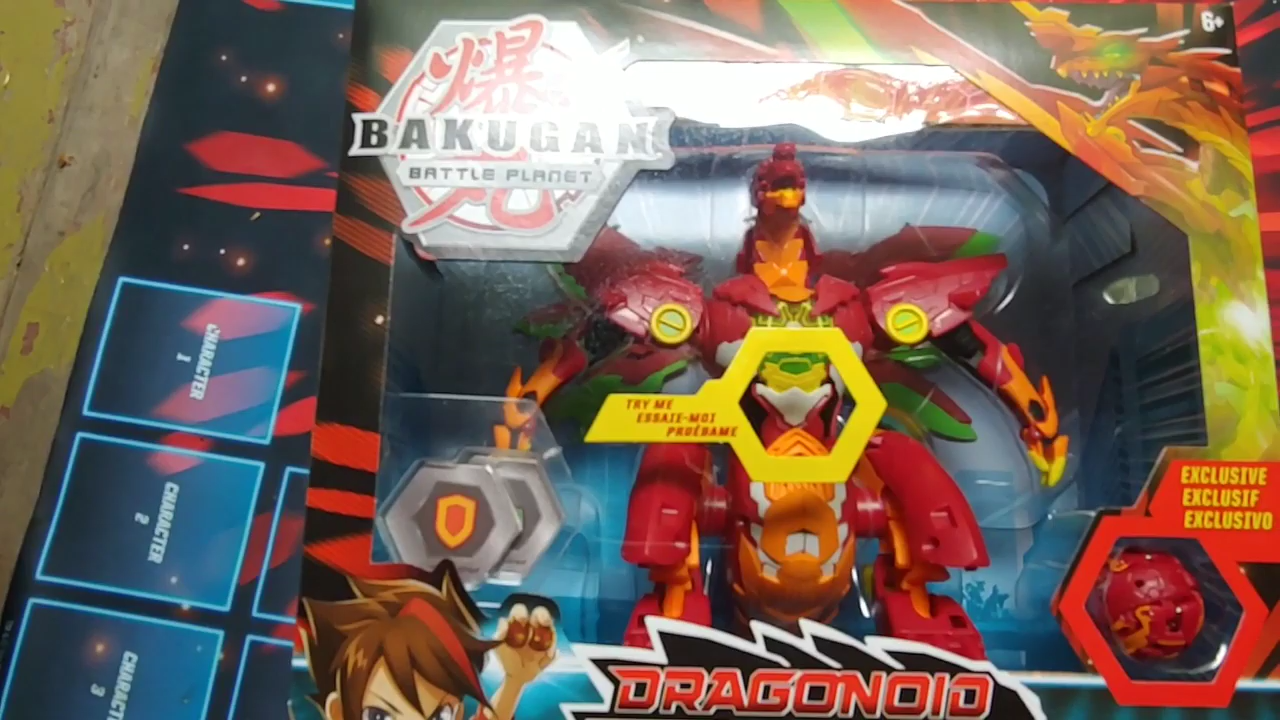 6+
爆
BAKUGAN
BATTLE PLANET
丸
CHARACTER
1
CHARACTER
2
CHARACTER
3
TRY ME
ESSAIE-MOI
PRUÉBAME
EXCLUSIVE
EXCLUSIF
EXCLUSIVO
DRAGONOID